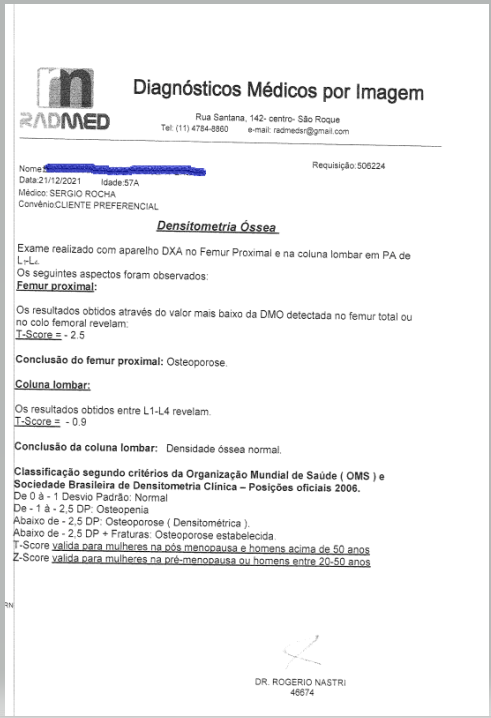 RADMED
Diagnósticos Médicos por Imagem
Rua Santana, 142- centro- São Roque
Tel: (11) 4784-8860 e-mail: radmedsr@gmail.com
Requisição:506224
Nome:
Data:21/12/2021 Idade:57A
Médico: SERGIO ROCHA
Convênio:CLIENTE PREFERENCIAL
Densitometria Óssea
Exame realizado com aparelho DXA no Femur Proximal e na coluna lombar em PA de
L1-L4.
Os seguintes aspectos foram observados:
Femur proximal:
Os resultados obtidos através do valor mais baixo da DMO detectada no femur total ou
no colo femoral revelam:
T-Score = - 2.5
Conclusão do femur proximal: Osteoporose.
Coluna lombar:
Os resultados obtidos entre L1-L4 revelam.
T-Score = - 0.9
Conclusão da coluna lombar: Densidade óssea normal.
Classificação segundo critérios da Organização Mundial de Saúde ( OMS ) e
Sociedade Brasileira de Densitometria Clínica – Posições oficiais 2006.
De 0 à - 1 Desvio Padrão: Normal
De - 1 à - 2,5 DP: Osteopenia
Abaixo de - 2,5 DP: Osteoporose ( Densitométrica ).
Abaixo de - 2,5 DP + Fraturas: Osteoporose estabelecida.
T-Score valida para mulheres na pós menopausa e homens acima de 50 anos
Z-Score valida para mulheres na pré-menopausa ou homens entre 20-50 anos
RN
DR. ROGERIO NASTRI
46674